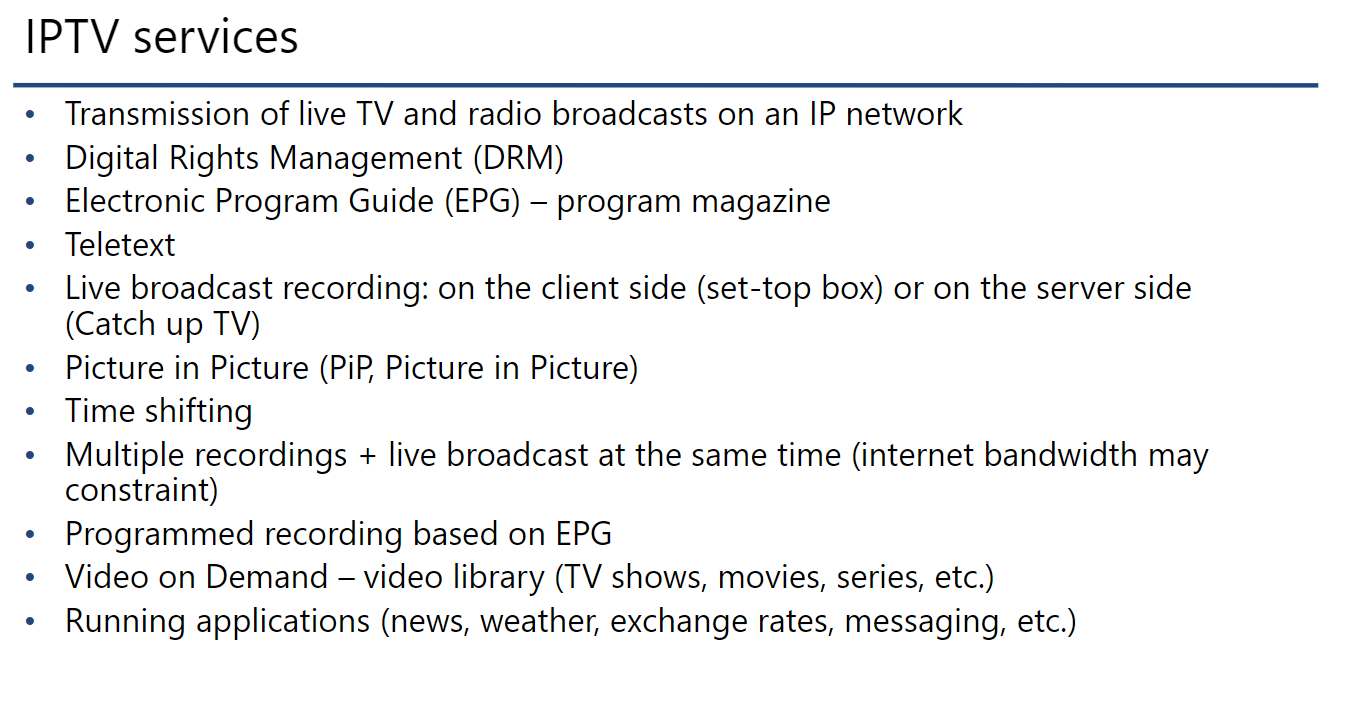 IPTV services
• Transmission of live TV and radio broadcasts on an IP network
• Digital Rights Management (DRM)
• Electronic Program Guide (EPG) – program magazine
• Teletext
• Live broadcast recording: on the client side (set-top box) or on the server side
(Catch up TV)
• Picture in Picture (PiP, Picture in Picture)
• Time shifting
• Multiple recordings + live broadcast at the same time (internet bandwidth may
constraint)
• Programmed recording based on EPG
• Video on Demand – video library (TV shows, movies, series, etc.)
• Running applications (news, weather, exchange rates, messaging, etc.)